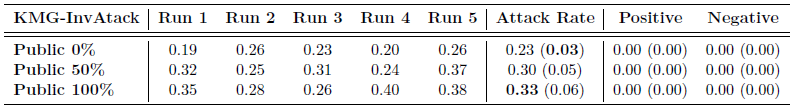 KMG-InvAtack Run 1 Run 2 Run 3 Run 4 Run 5 Attack Rate Positive Negative
Public 0% 0.19 0.26 0.23 0.20 0.26 0.23 (0.03) 0.00 (0.00) 0.00 (0.00)
Public 50% 0.32 0.25 0.31 0.24 0.37 0.30 (0.05) 0.00 (0.00) 0.00 (0.00)
Public 100% 0.35 0.28 0.26 0.40 0.38 0.33 (0.06) 0.00 (0.00) 0.00 (0.00)